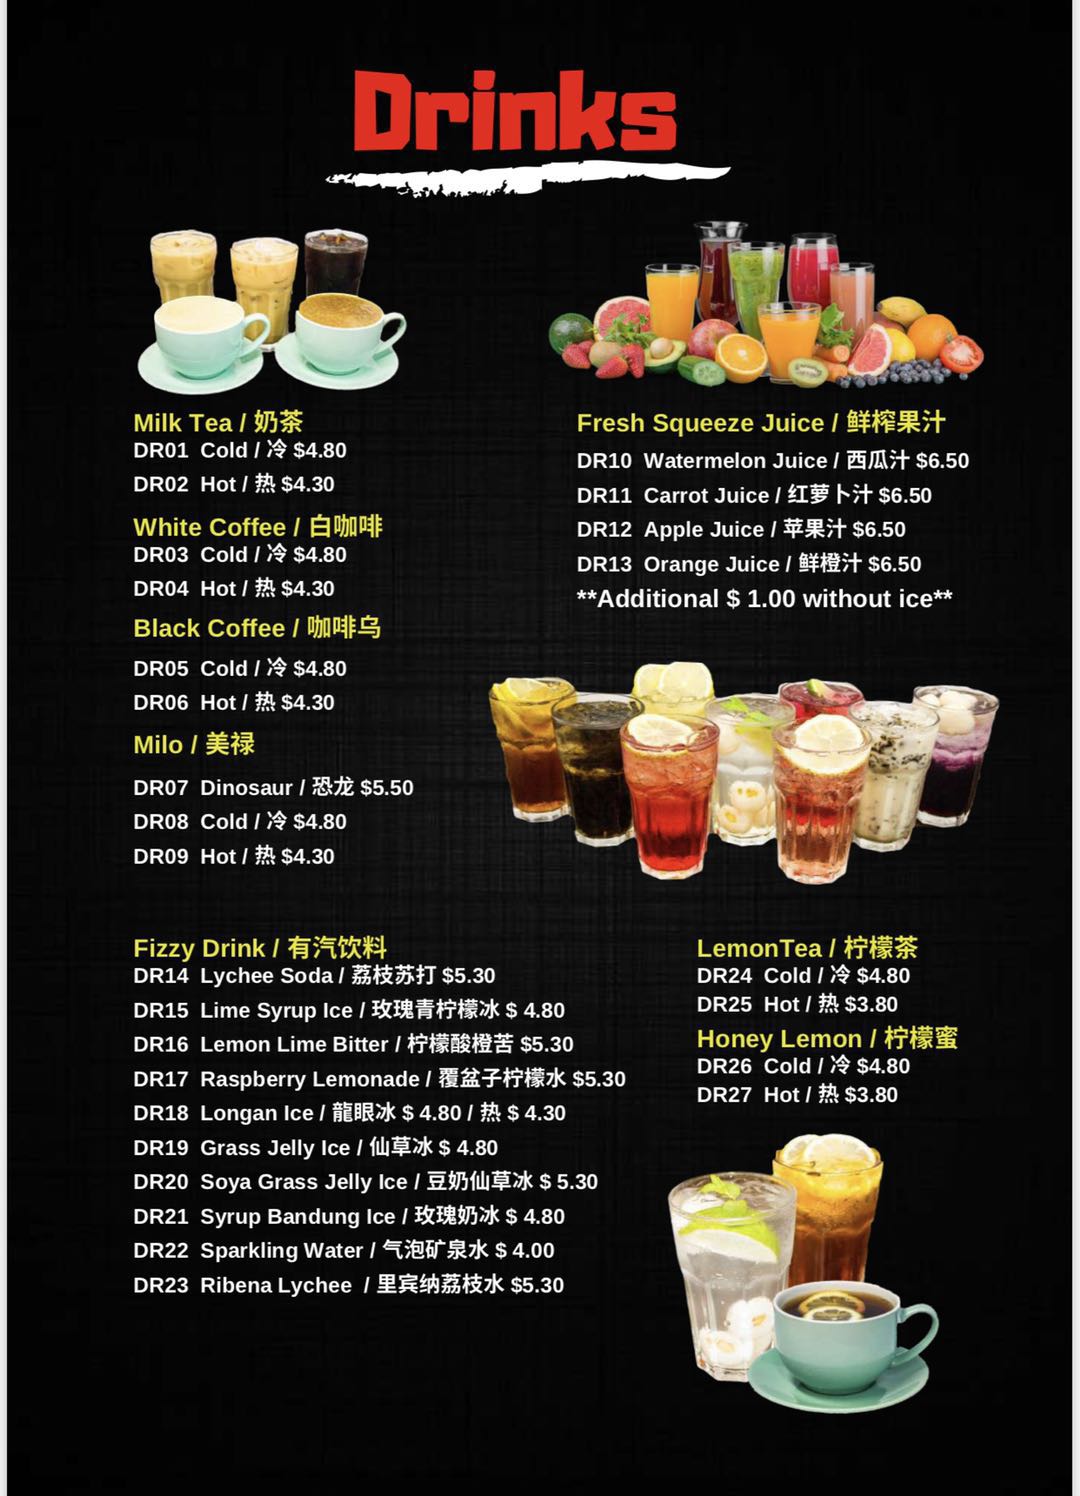 Drinks
Milk Tea / 奶茶
DR01 Cold / 冷 $4.80
DR02 Hot / 热 $4.30
White Coffee / 白咖啡
DR03 Cold / 冷 $4.80
DR04 Hot / 热 $4.30
Black Coffee / 咖啡乌
DR05 Cold / 冷 $4.80
DR06 Hot / 热 $4.30
Milo / 美禄
DR07 Dinosaur / 恐龙 $5.50
DR08 Cold / 冷 $4.80
DR09 Hot / 热 $4.30
Fresh Squeeze Juice / 鲜榨果汁
DR10 Watermelon Juice / 西瓜汁 $6.50
DR11 Carrot Juice / 红萝卜汁 $6.50
DR12 Apple Juice / 苹果汁 $6.50
DR13 Orange Juice / 鲜橙汁 $6.50
**Additional $ 1.00 without ice**
Fizzy Drink / 有汽饮料
DR14 Lychee Soda / 荔枝苏打 $5.30
DR15 Lime Syrup Ice / 玫瑰青柠檬冰 $ 4.80
DR16 Lemon Lime Bitter / 柠檬酸橙苦 $5.30
DR17 Raspberry Lemonade / 覆盆子柠檬水 $5.30
DR18 Longan Ice / 龍眼冰 $ 4.80 / 热 $ 4.30
DR19 Grass Jelly Ice / 仙草冰 $ 4.80
DR20 Soya Grass Jelly Ice / 豆奶仙草冰 $ 5.30
DR21 Syrup Bandung Ice / 玫瑰奶冰 $ 4.80
DR22 Sparkling Water / 气泡矿泉水 $ 4.00
DR23 Ribena Lychee / 里宾纳荔枝水 $5.30
LemonTea / 柠檬茶
DR24 Cold / 冷 $4.80
DR25 Hot / 热 $3.80
Honey Lemon / 柠檬蜜
DR26 Cold / 冷 $4.80
DR27 Hot / 热 $3.80